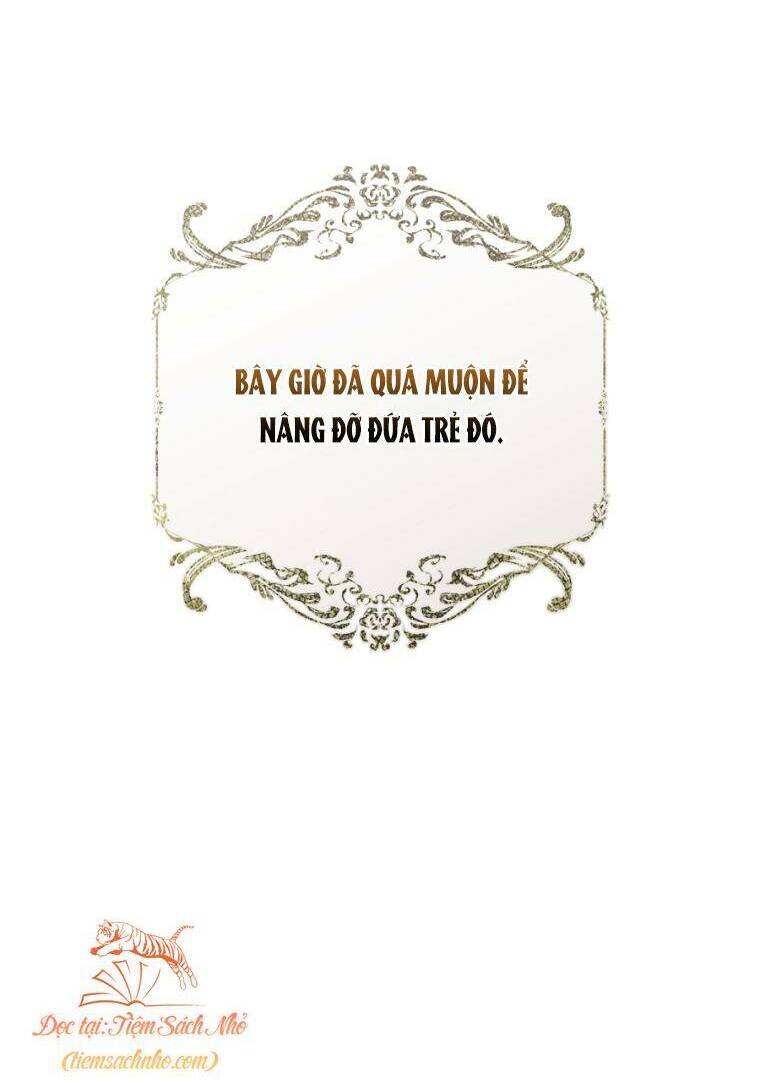 BÂY GIỜ ĐÃ QUÁ MUỘN ĐỂ
NÂNG ĐỠ ĐỨA TRẺ ĐÓ.
Đọc tại: Tiệm Sách Nhỏ
(tiemsachnho.com)